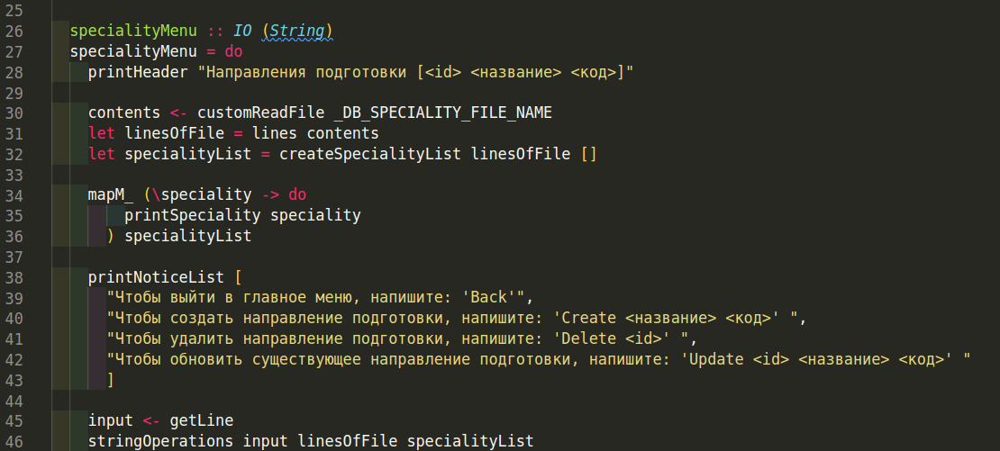 25
26 specialityMenu :: IO (String)
27 specialityMenu = do
28 printHeader "Направления подготовки [<id> <название> <код>]"
29
30 contents <- customReadFile _DB_SPECIALITY_FILE_NAME
31 let linesOfFile = lines contents
32 let specialityList = createSpecialityList linesOfFile []
33
34 mapM_ (\speciality -> do
35 printSpeciality speciality
36 ) specialityList
37
38 printNoticeList [
39 "Чтобы выйти в главное меню, напишите: 'Back'",
40 "Чтобы создать направление подготовки, напишите: 'Create <название> <код>' ",
41 "Чтобы удалить направление подготовки, напишите: 'Delete <id>' ",
42 "Чтобы обновить существующее направление подготовки, напишите: 'Update <id> <название> <код>' "
43 ]
44
45 input <- getLine
46 stringOperations input linesOfFile specialityList